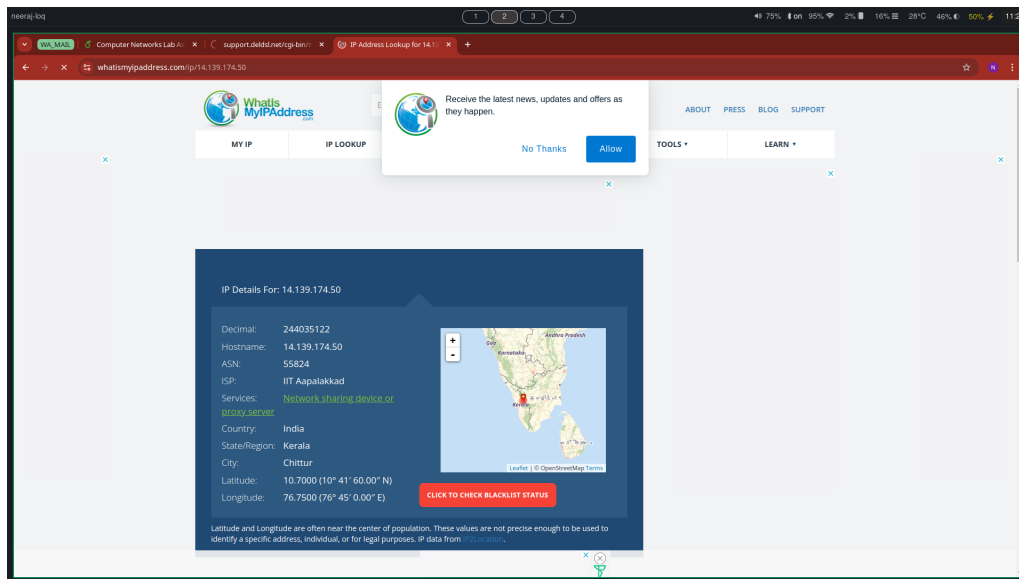 neeraj-loq
1 2 3 4
75% on 95% 2% 16% 28°C 46% 50% 11:2
WA_MAIL Computer Networks Lab As support.deldsl.net/cgi-bin/ IP Address Lookup for 14.13
whatismyipaddress.com/ip/14.139.174.50
N
WhatIs
MyIPAddress
.com
Receive the latest news, updates and offers as
they happen.
No Thanks Allow
ABOUT PRESS BLOG SUPPORT
MY IP IP LOOKUP TOOLS LEARN
IP Details For: 14.139.174.50
Decimal: 244035122
Hostname: 14.139.174.50
ASN: 55824
ISP: IIT Aapalakkad
Services: Network sharing device or
proxy server
Country: India
State/Region: Kerala
City: Chittur
Latitude: 10.7000 (10° 41′ 60.00″ N)
Longitude: 76.7500 (76° 45′ 0.00″ E)
+
-
Andhra Pradesh
Goa
Karnataka
Kerala
Leaflet | © OpenStreetMap Terms
CLICK TO CHECK BLACKLIST STATUS
Latitude and Longitude are often near the center of population. These values are not precise enough to be used to
identify a specific address, individual, or for legal purposes. IP data from IP2Location.